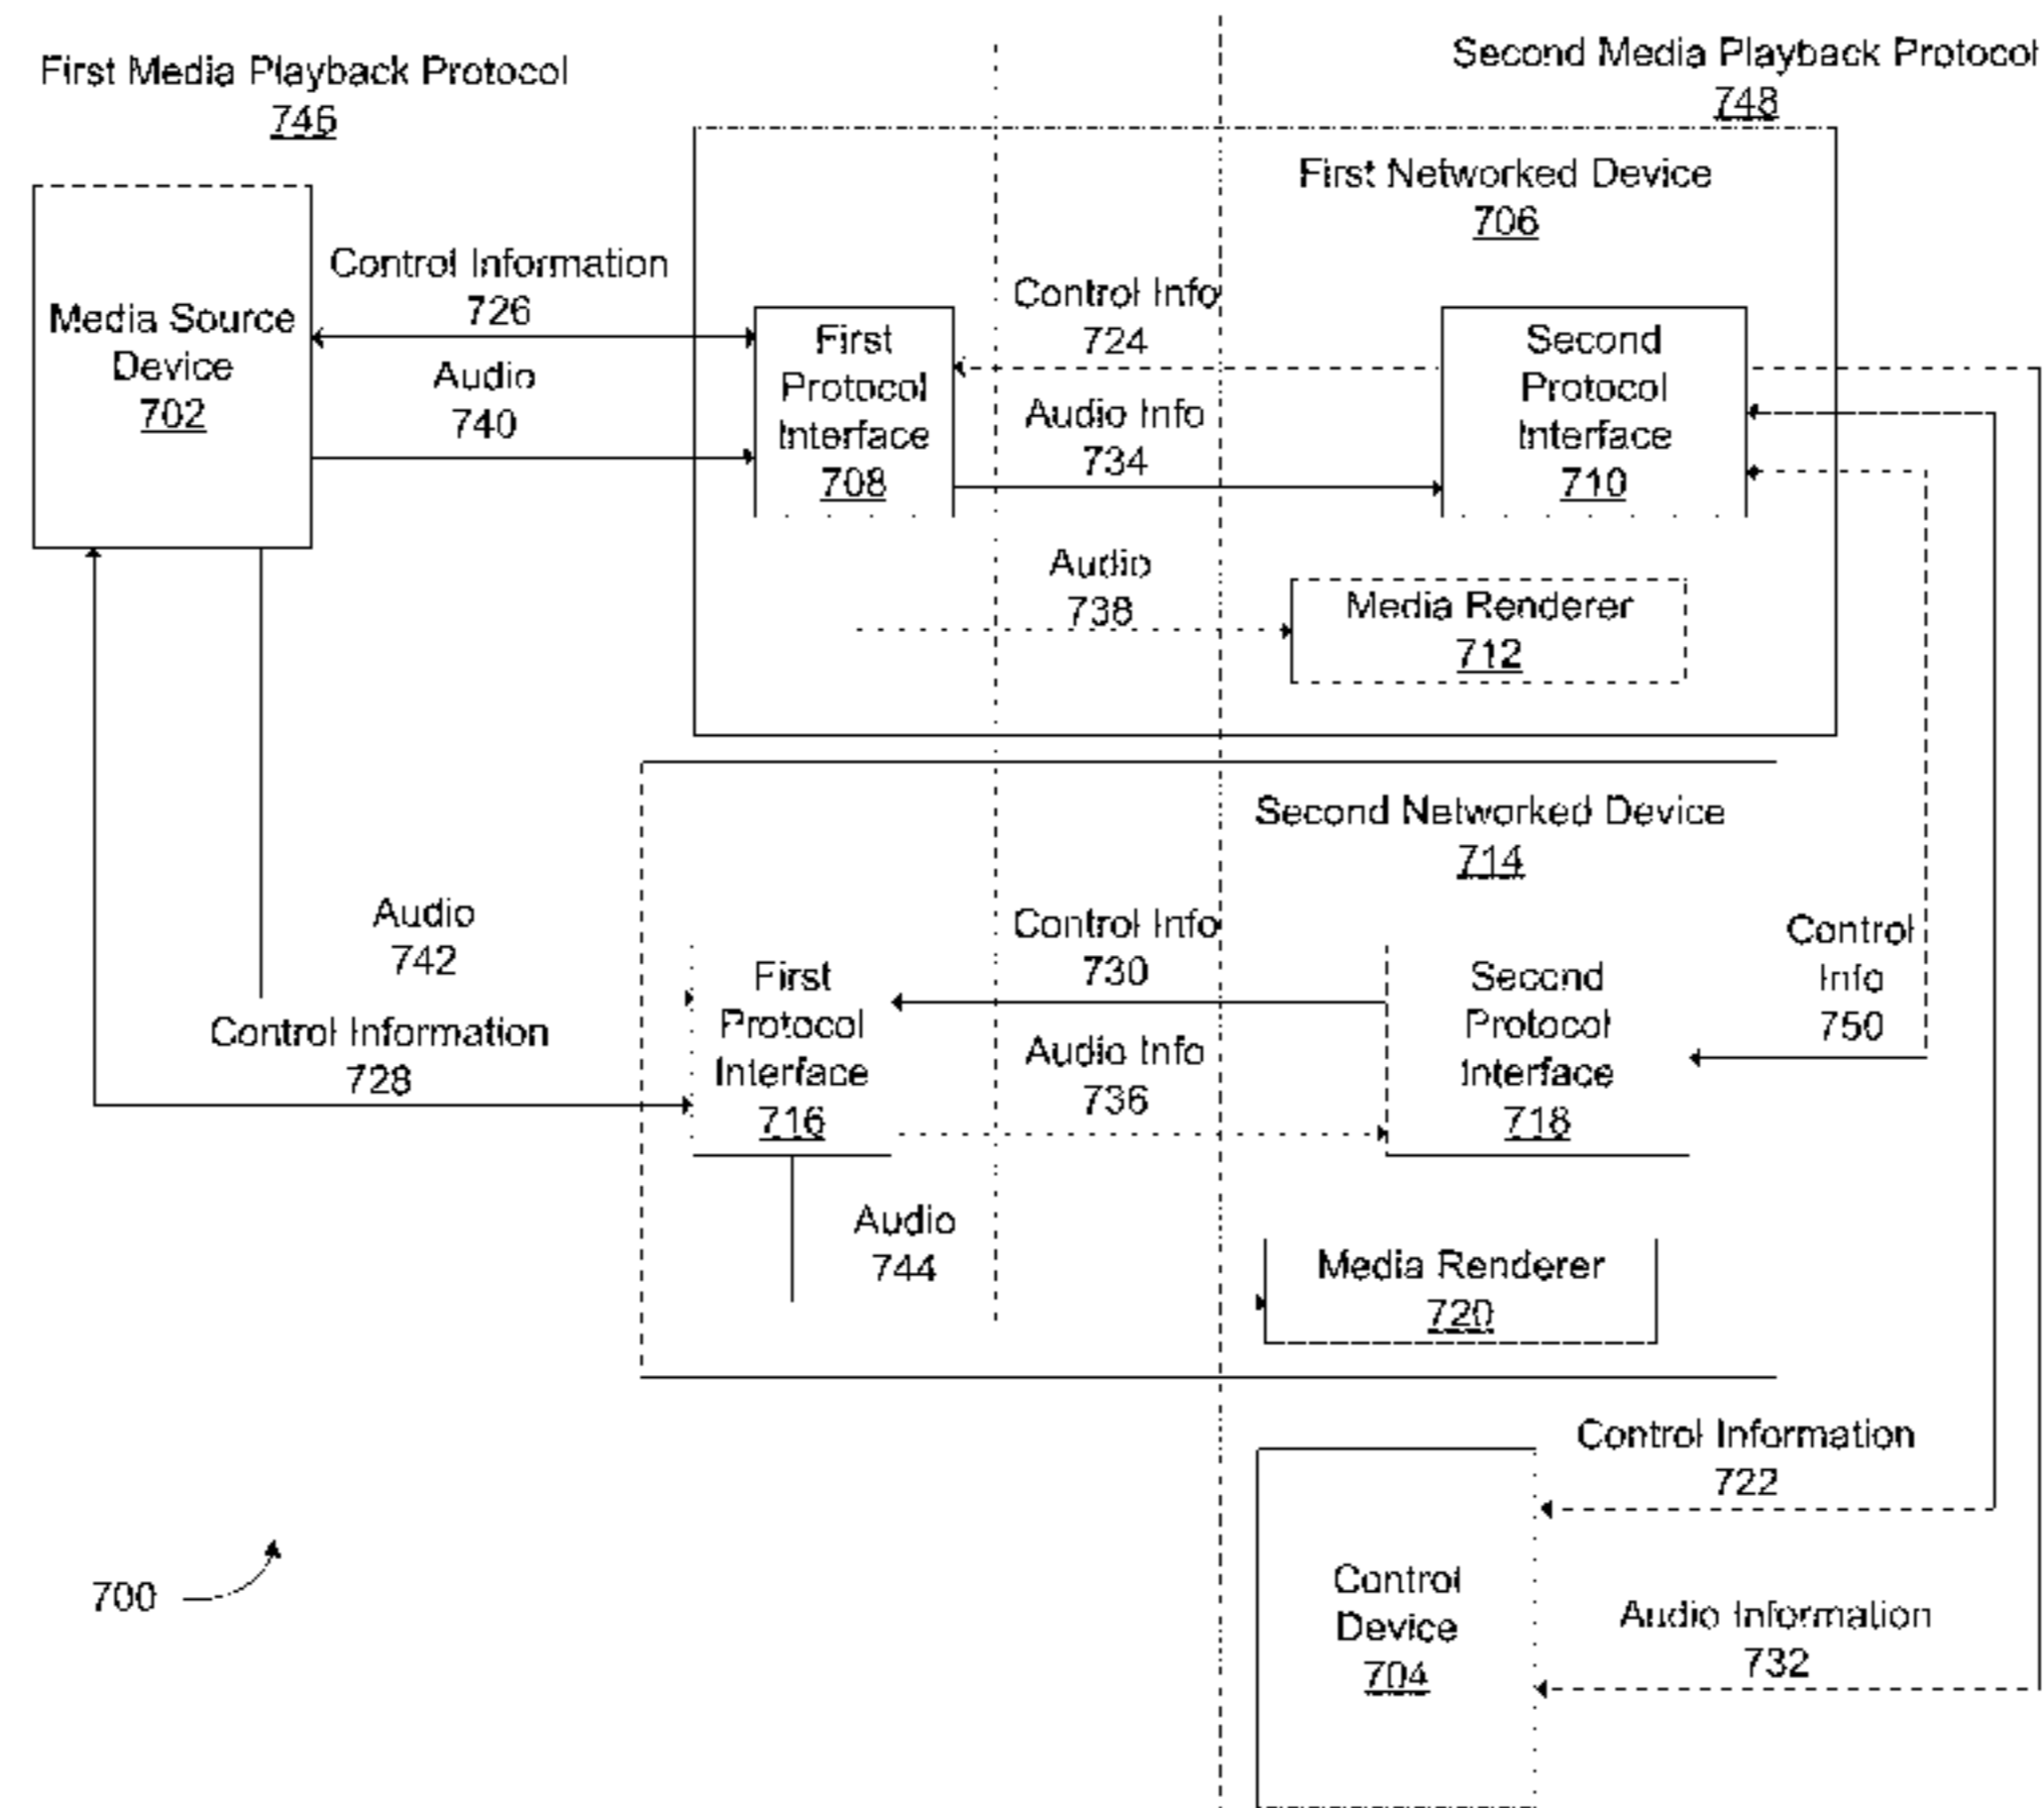 First Media Playback Protocol
746
Second Media Playback Protocol
748
First Networked Device
706
Media Source
Device
702
Control Information
726
Audio
740
First
Protocol
Interface
708
Control Info
724
Audio Info
734
Second
Protocol
Interface
710
Audio
738
Media Renderer
712
Second Networked Device
714
Audio
742
Control Information
728
First
Protocol
Interface
716
Control Info
730
Audio Info
736
Second
Protocol
Interface
718
Control
Info
750
Audio
744
Media Renderer
720
Control Information
722
Control
Device
704
Audio Information
732
700